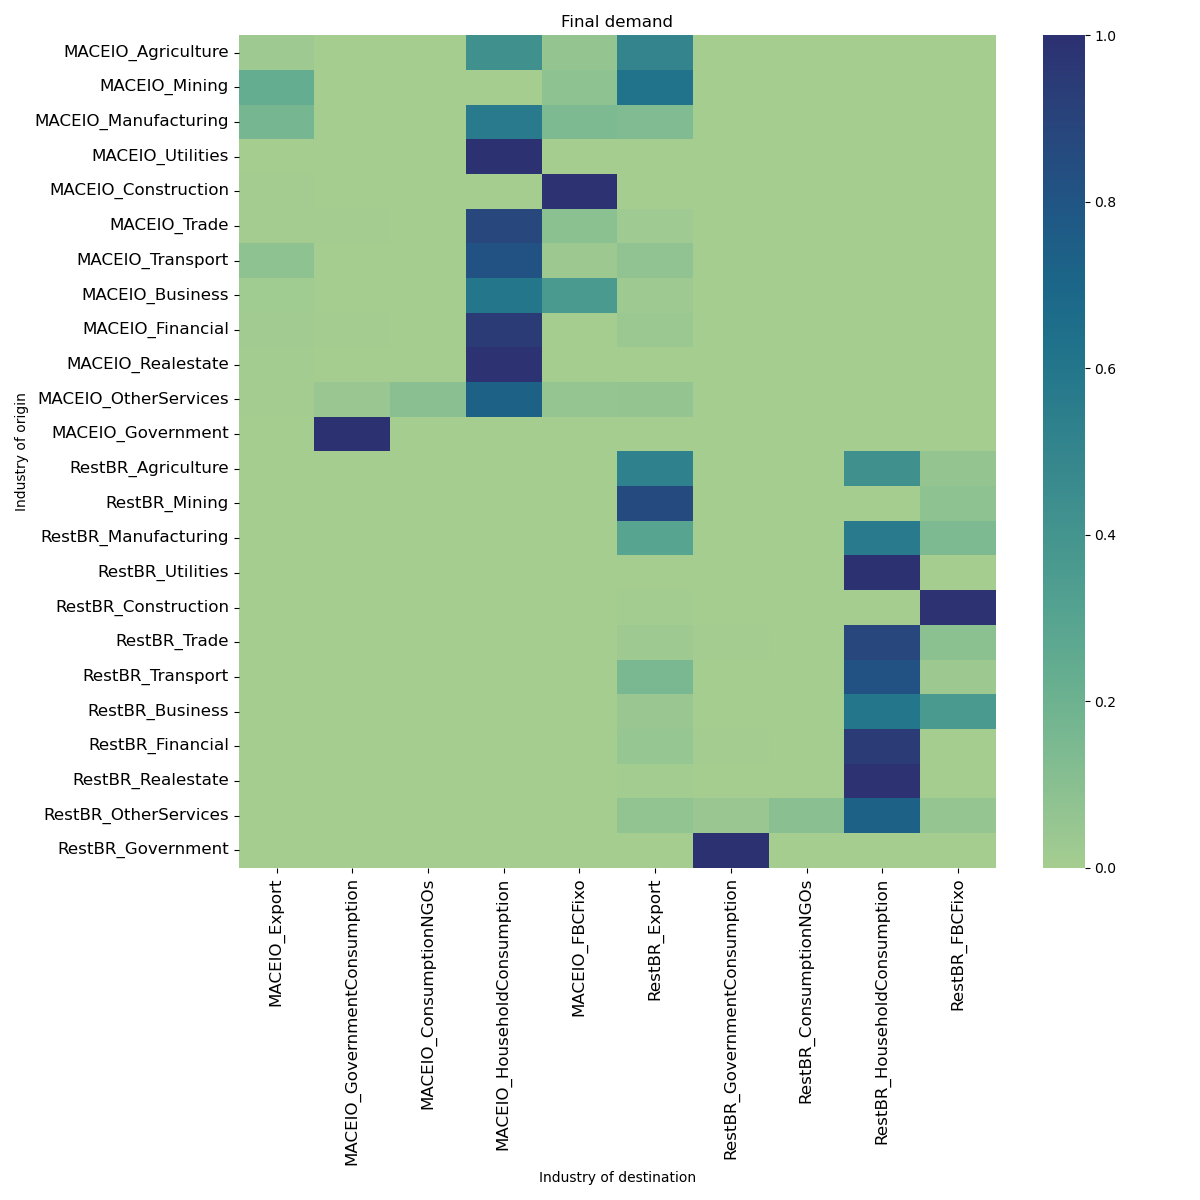 Final demand
MACEIO_Agriculture
MACEIO_Mining
MACEIO_Manufacturing
MACEIO_Utilities
MACEIO_Construction
MACEIO_Trade
MACEIO_Transport
MACEIO_Business
MACEIO_Financial
MACEIO_Realestate
MACEIO_OtherServices
MACEIO_Government
RestBR_Agriculture
RestBR_Mining
RestBR_Manufacturing
RestBR_Utilities
RestBR_Construction
RestBR_Trade
RestBR_Transport
RestBR_Business
RestBR_Financial
RestBR_Realestate
RestBR_OtherServices
RestBR_Government
Industry of origin
MACEIO_Export
MACEIO_GovernmentConsumption
MACEIO_ConsumptionNGOs
MACEIO_HouseholdConsumption
MACEIO_FBCFixo
RestBR_Export
RestBR_GovernmentConsumption
RestBR_ConsumptionNGOs
RestBR_HouseholdConsumption
RestBR_FBCFixo
Industry of destination
1.0
0.8
0.6
0.4
0.2
0.0